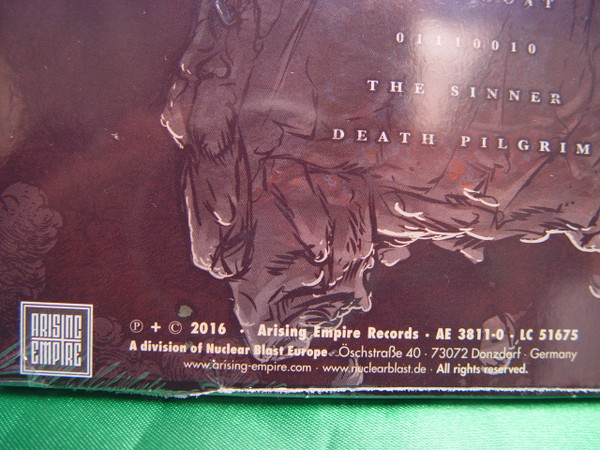 01110010
THE SINNER
DEATH PILGRIM
ARISING
EMPIRE
℗ + © 2016 · Arising Empire Records · AE 3811-0 · LC 51675
A division of Nuclear Blast Europe. Öschstraße 40 · 73072 Donzdorf · Germany
www.arising-empire.com · www.nuclearblast.de · All rights reserved.